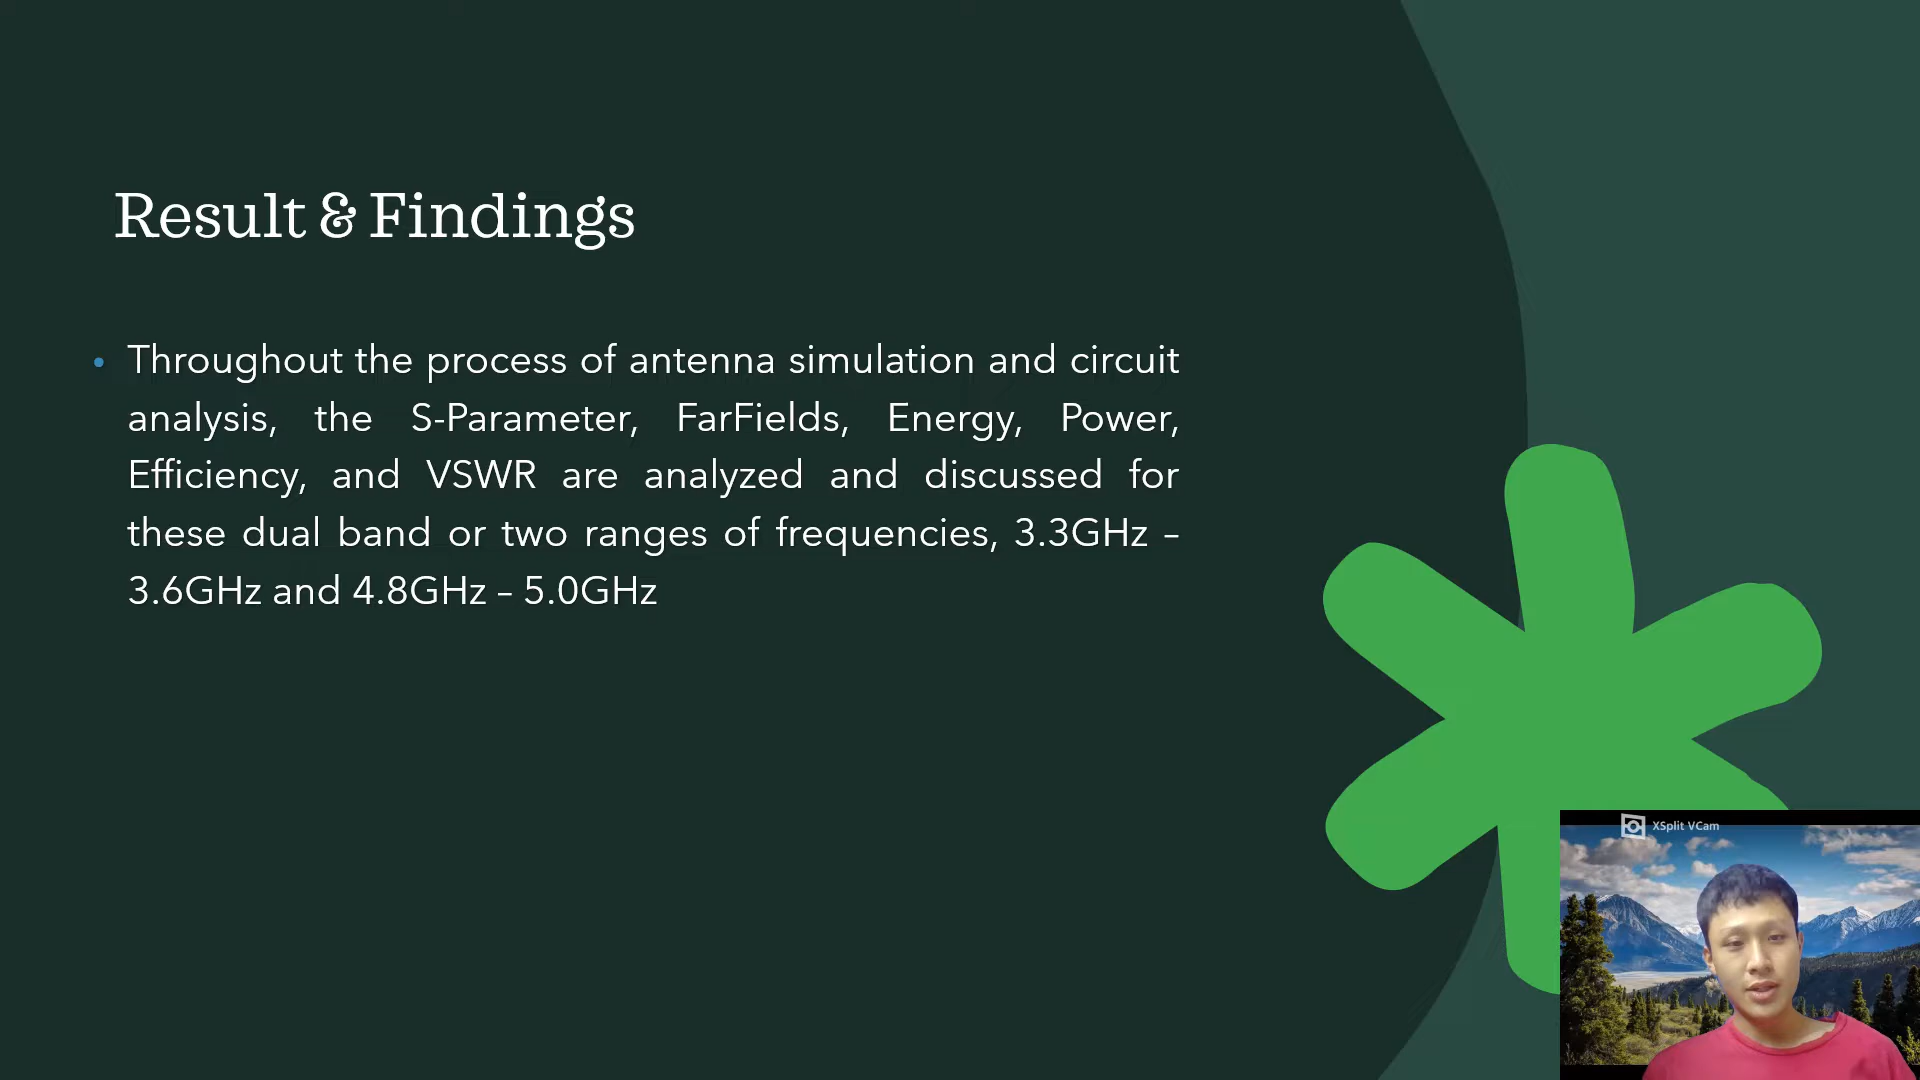 Result & Findings
• Throughout the process of antenna simulation and circuit
analysis, the S-Parameter, FarFields, Energy, Power,
Efficiency, and VSWR are analyzed and discussed for
these dual band or two ranges of frequencies, 3.3GHz –
3.6GHz and 4.8GHz – 5.0GHz
XSplit VCam